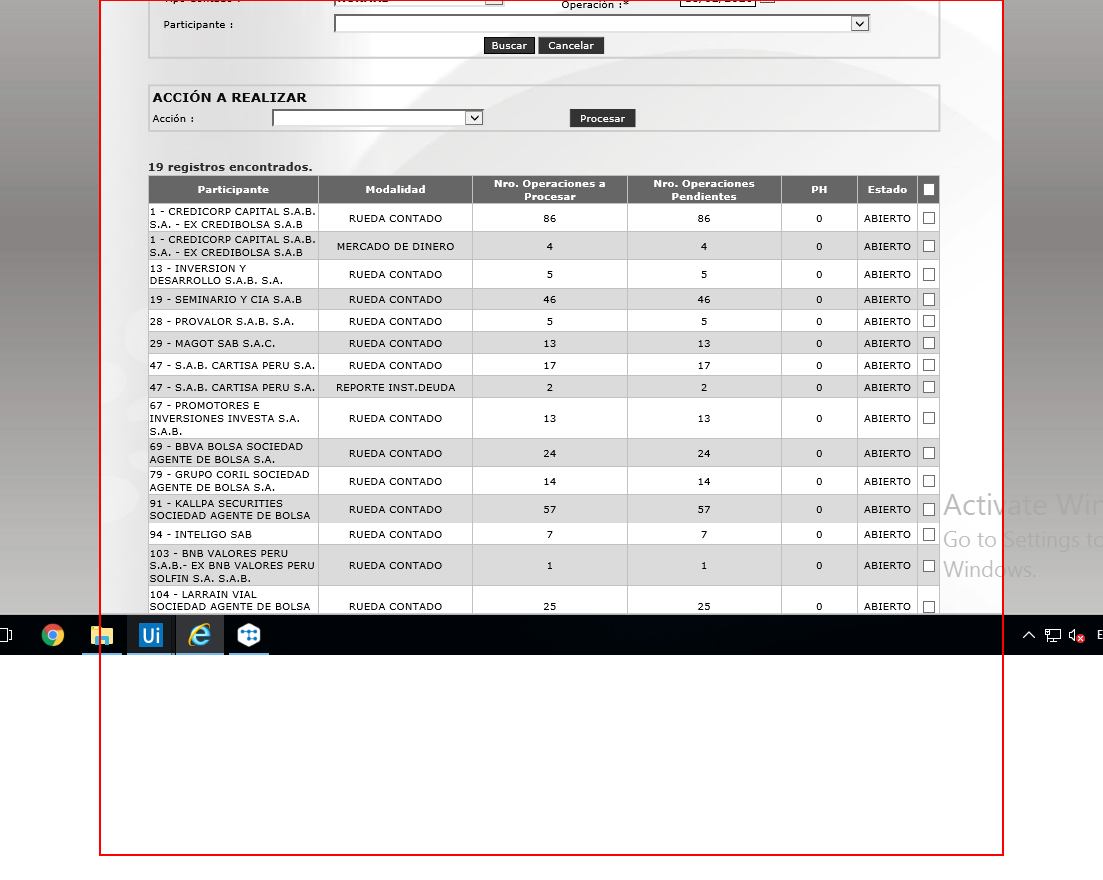 Operación :*
Participante :
Buscar Cancelar
ACCIÓN A REALIZAR
Acción :
Procesar
19 registros encontrados.
Participante Modalidad Nro. Operaciones a Procesar Nro. Operaciones Pendientes PH Estado
1 - CREDICORP CAPITAL S.A.B.
S.A. - EX CREDIBOLSA S.A.B RUEDA CONTADO 86 86 0 ABIERTO
1 - CREDICORP CAPITAL S.A.B.
S.A. - EX CREDIBOLSA S.A.B MERCADO DE DINERO 4 4 0 ABIERTO
13 - INVERSION Y
DESARROLLO S.A.B. S.A. RUEDA CONTADO 5 5 0 ABIERTO
19 - SEMINARIO Y CIA S.A.B RUEDA CONTADO 46 46 0 ABIERTO
28 - PROVALOR S.A.B. S.A. RUEDA CONTADO 5 5 0 ABIERTO
29 - MAGOT SAB S.A.C. RUEDA CONTADO 13 13 0 ABIERTO
47 - S.A.B. CARTISA PERU S.A. RUEDA CONTADO 17 17 0 ABIERTO
47 - S.A.B. CARTISA PERU S.A. REPORTE INST.DEUDA 2 2 0 ABIERTO
67 - PROMOTORES E
INVERSIONES INVESTA S.A. RUEDA CONTADO 13 13 0 ABIERTO
S.A.B.
69 - BBVA BOLSA SOCIEDAD
AGENTE DE BOLSA S.A. RUEDA CONTADO 24 24 0 ABIERTO
79 - GRUPO CORIL SOCIEDAD
AGENTE DE BOLSA S.A. RUEDA CONTADO 14 14 0 ABIERTO
91 - KALLPA SECURITIES
SOCIEDAD AGENTE DE BOLSA RUEDA CONTADO 57 57 0 ABIERTO
94 - INTELIGO SAB RUEDA CONTADO 7 7 0 ABIERTO
103 - BNB VALORES PERU
S.A.B.- EX BNB VALORES PERU RUEDA CONTADO 1 1 0 ABIERTO
SOLFIN S.A. S.A.B.
104 - LARRAIN VIAL
SOCIEDAD AGENTE DE BOLSA RUEDA CONTADO 25 25 0 ABIERTO
Activate Win
Go to Settings to
Windows.
Ui
E